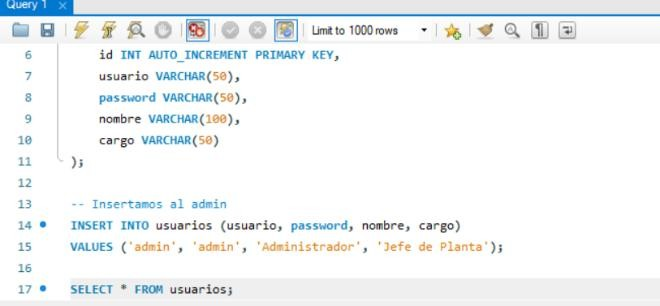 Query 1
Limit to 1000 rows
6 id INT AUTO_INCREMENT PRIMARY KEY,
7 usuario VARCHAR(50),
8 password VARCHAR(50),
9 nombre VARCHAR(100),
10 cargo VARCHAR(50)
11 );
12
13 -- Insertamos al admin
14 INSERT INTO usuarios (usuario, password, nombre, cargo)
15 VALUES ('admin', 'admin', 'Administrador', 'Jefe de Planta');
16
17 SELECT * FROM usuarios;